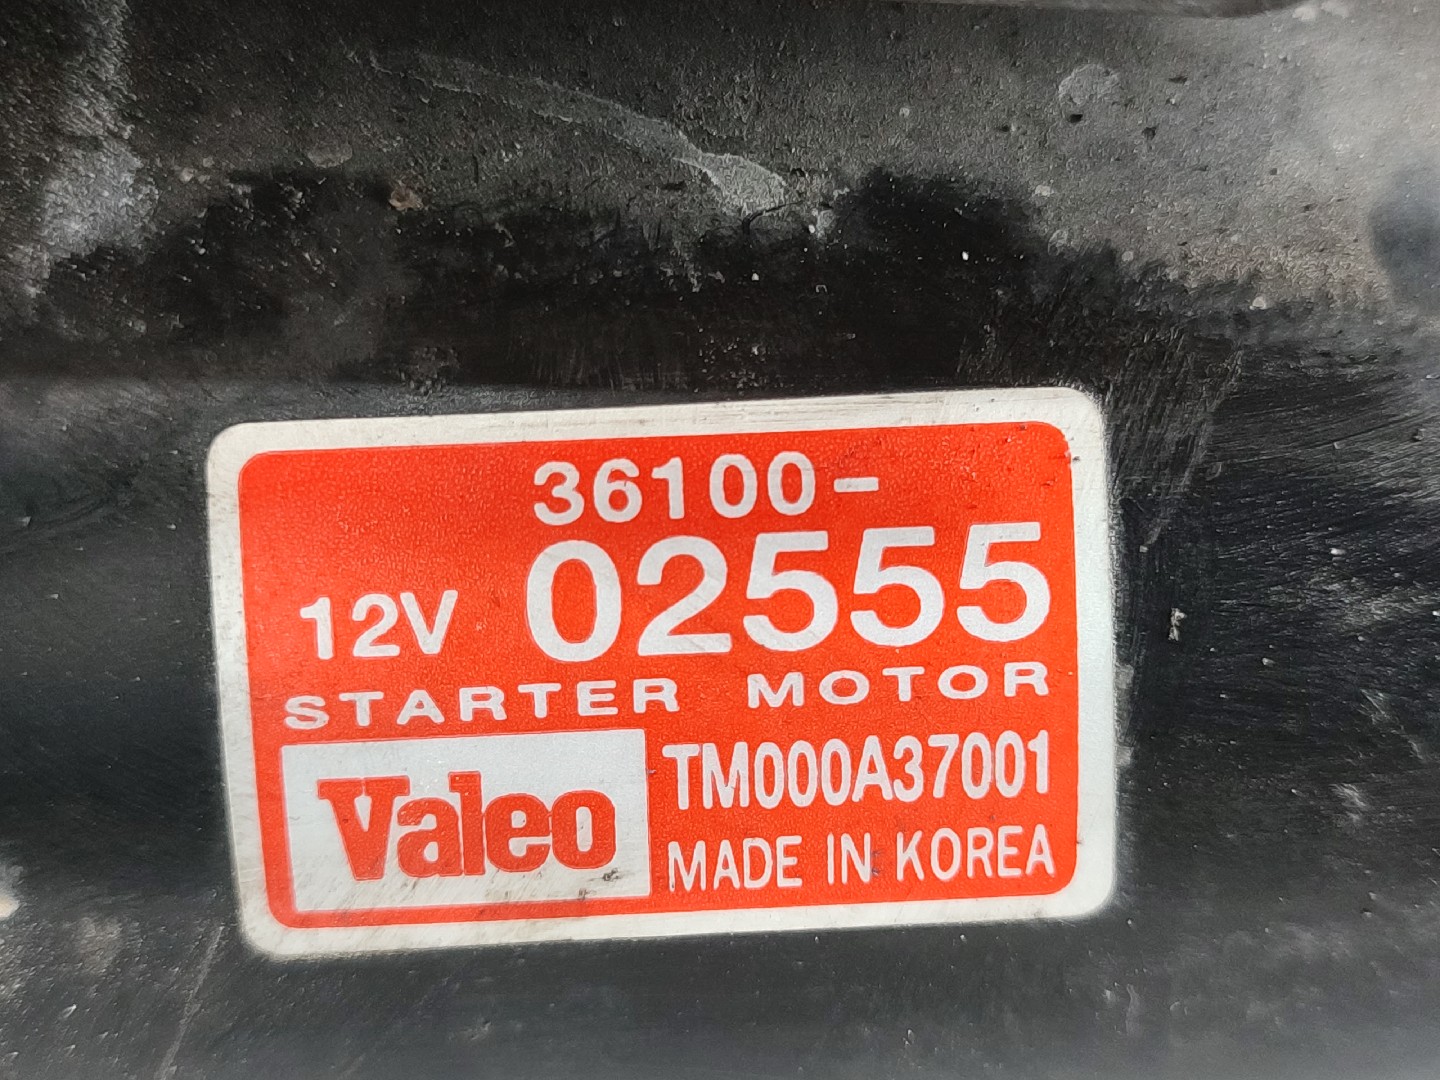 36100-
12V 02555
STARTER MOTOR
Valeo TM000A37001
MADE IN KOREA